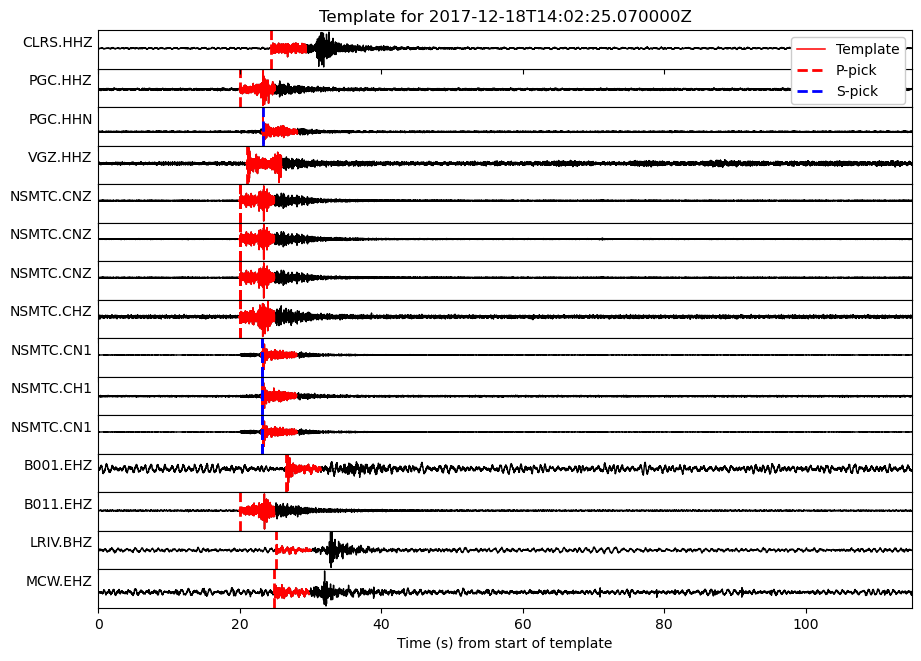 Template for 2017-12-18T14:02:25.070000Z
CLRS.HHZ
Template
P-pick
S-pick
PGC.HHZ
PGC.HHN
VGZ.HHZ
NSMTC.CNZ
NSMTC.CNZ
NSMTC.CNZ
NSMTC.CHZ
NSMTC.CN1
NSMTC.CH1
NSMTC.CN1
B001.EHZ
B011.EHZ
LRIV.BHZ
MCW.EHZ
0 20 40 60 80 100
Time (s) from start of template